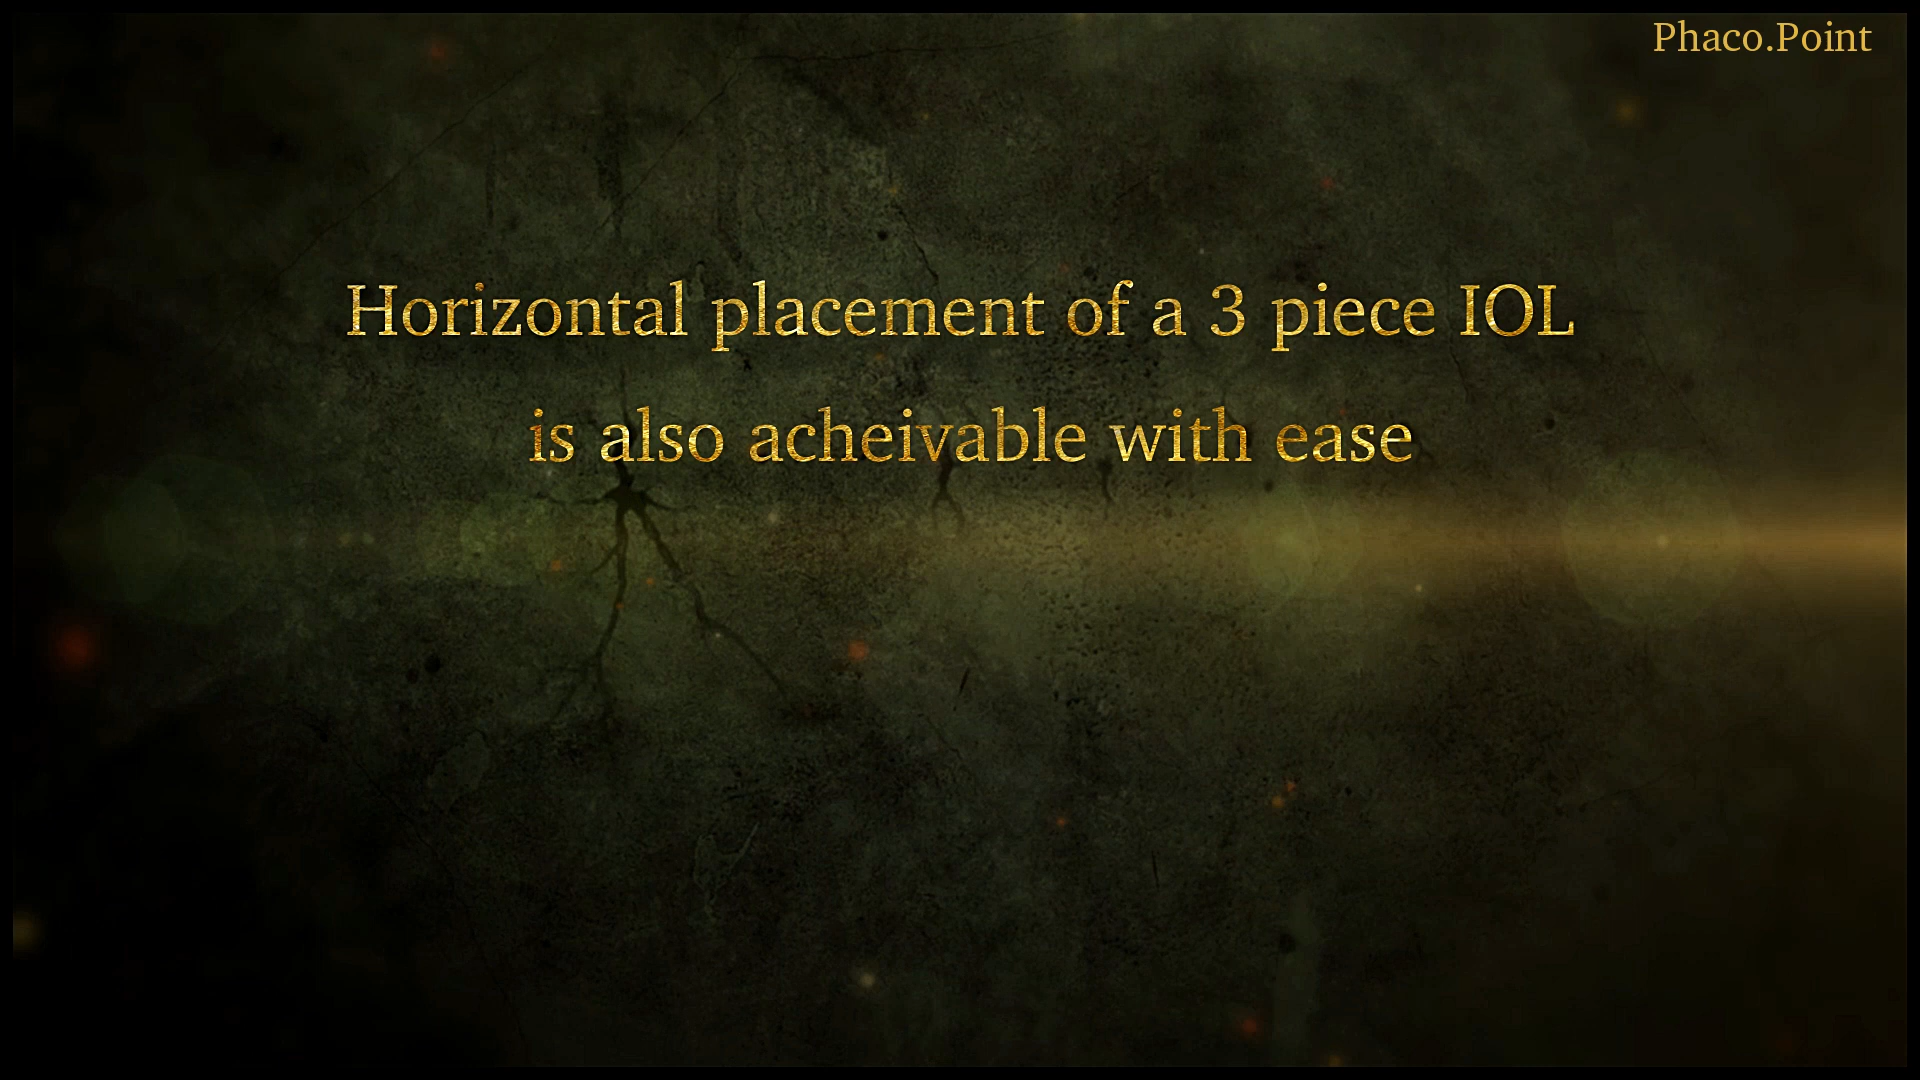 Phaco.Point
Horizontal placement of a 3 piece IOL
is also acheivable with ease